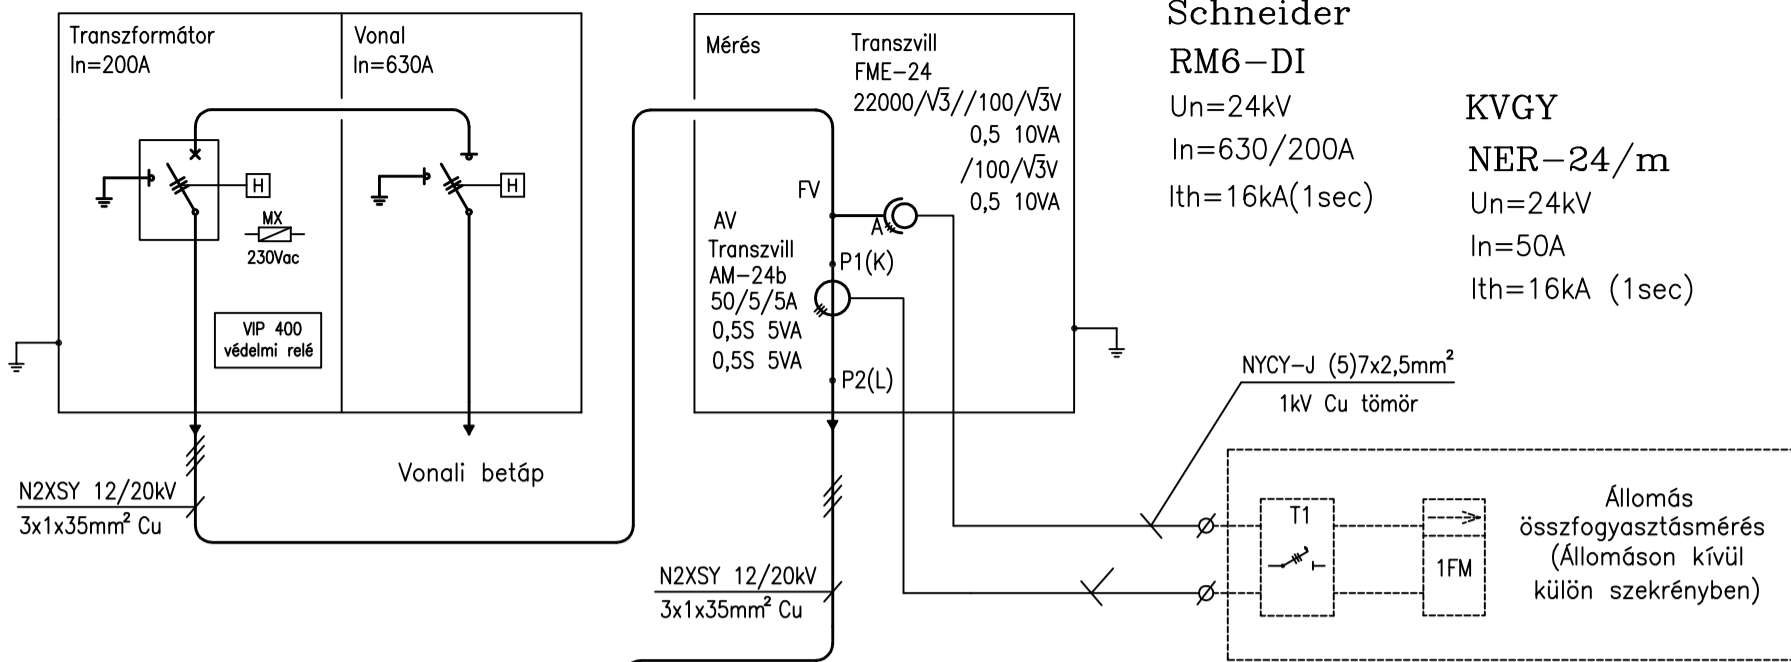 Transzformátor
In=200A
Vonal
In=630A
H
H
MX
230Vac
VIP 400
védelmi relé
N2XSY 12/20kV
3x1x35mm² Cu
Vonali betáp
Mérés
Transzvill
FME-24
22000/√3//100/√3V
0,5 10VA
/100/√3V
0,5 10VA
FV
A
AV
Transzvill
AM-24b
50/5/5A
0,5S 5VA
0,5S 5VA
P1(K)
P2(L)
N2XSY 12/20kV
3x1x35mm² Cu
Schneider
RM6-DI
Un=24kV
In=630/200A
Ith=16kA(1sec)
KVGY
NER-24/m
Un=24kV
In=50A
Ith=16kA (1sec)
NYCY-J (5)7x2,5mm²
1kV Cu tömör
T1
1FM
Állomás
összfogyasztásmérés
(Állomáson kívül
külön szekrényben)